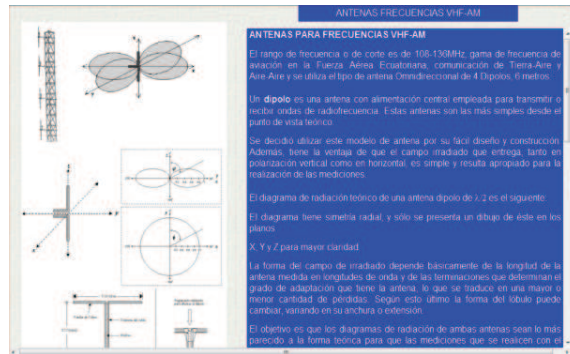 ANTENAS FRECUENCIAS VHF-AM
ANTENAS PARA FRECUENCIAS VHF-AM
El rango de frecuencia o de corte es de 108-136MHz, gama de frecuencia de
aviación en la Fuerza Aérea Ecuatoriana, comunicación de Tierra-Aire y
Aire-Aire y se utiliza el tipo de antena Omnidireccional de 4 Dipolos, 6 metros.
Un dipolo es una antena con alimentación central empleada para transmitir o
recibir ondas de radiofrecuencia. Estas antenas son las más simples desde el
punto de vista teórico.
Se decidió utilizar este modelo de antena por su fácil diseño y construcción.
Además, tiene la ventaja de que el campo irradiado que entrega, tanto en
polarización vertical como en horizontal, es simple y resulta apropiado para la
realización de las mediciones.
El diagrama de radiación teórico de una antena dipolo de λ/2 es el siguiente:
El diagrama tiene simetría radial, y sólo se presenta un dibujo de éste en los
planos
X, Y y Z para mayor claridad
La forma del campo de irradiado depende básicamente de la longitud de la
antena medida en longitudes de onda y de las terminaciones que determinan el
grado de adaptación que tiene la antena, lo que se traduce en una mayor o
menor cantidad de pérdidas. Según esto último la forma del lóbulo puede
cambiar, variando en su anchura o extensión.
El objetivo es que los diagramas de radiación de ambas antenas sean lo más
parecido a la forma teórica para que las mediciones que se realicen con el